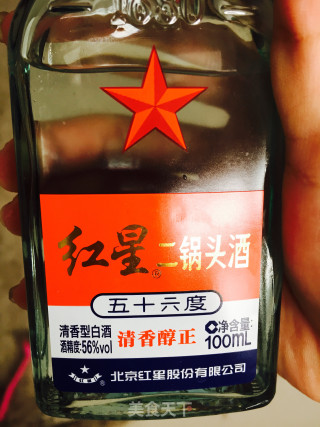 1680
红星®二锅头酒
五十六度
清香型白酒
酒精度:56%vol
清香醇正
净含量:
100mL
北京红星股份有限公司
美食天下